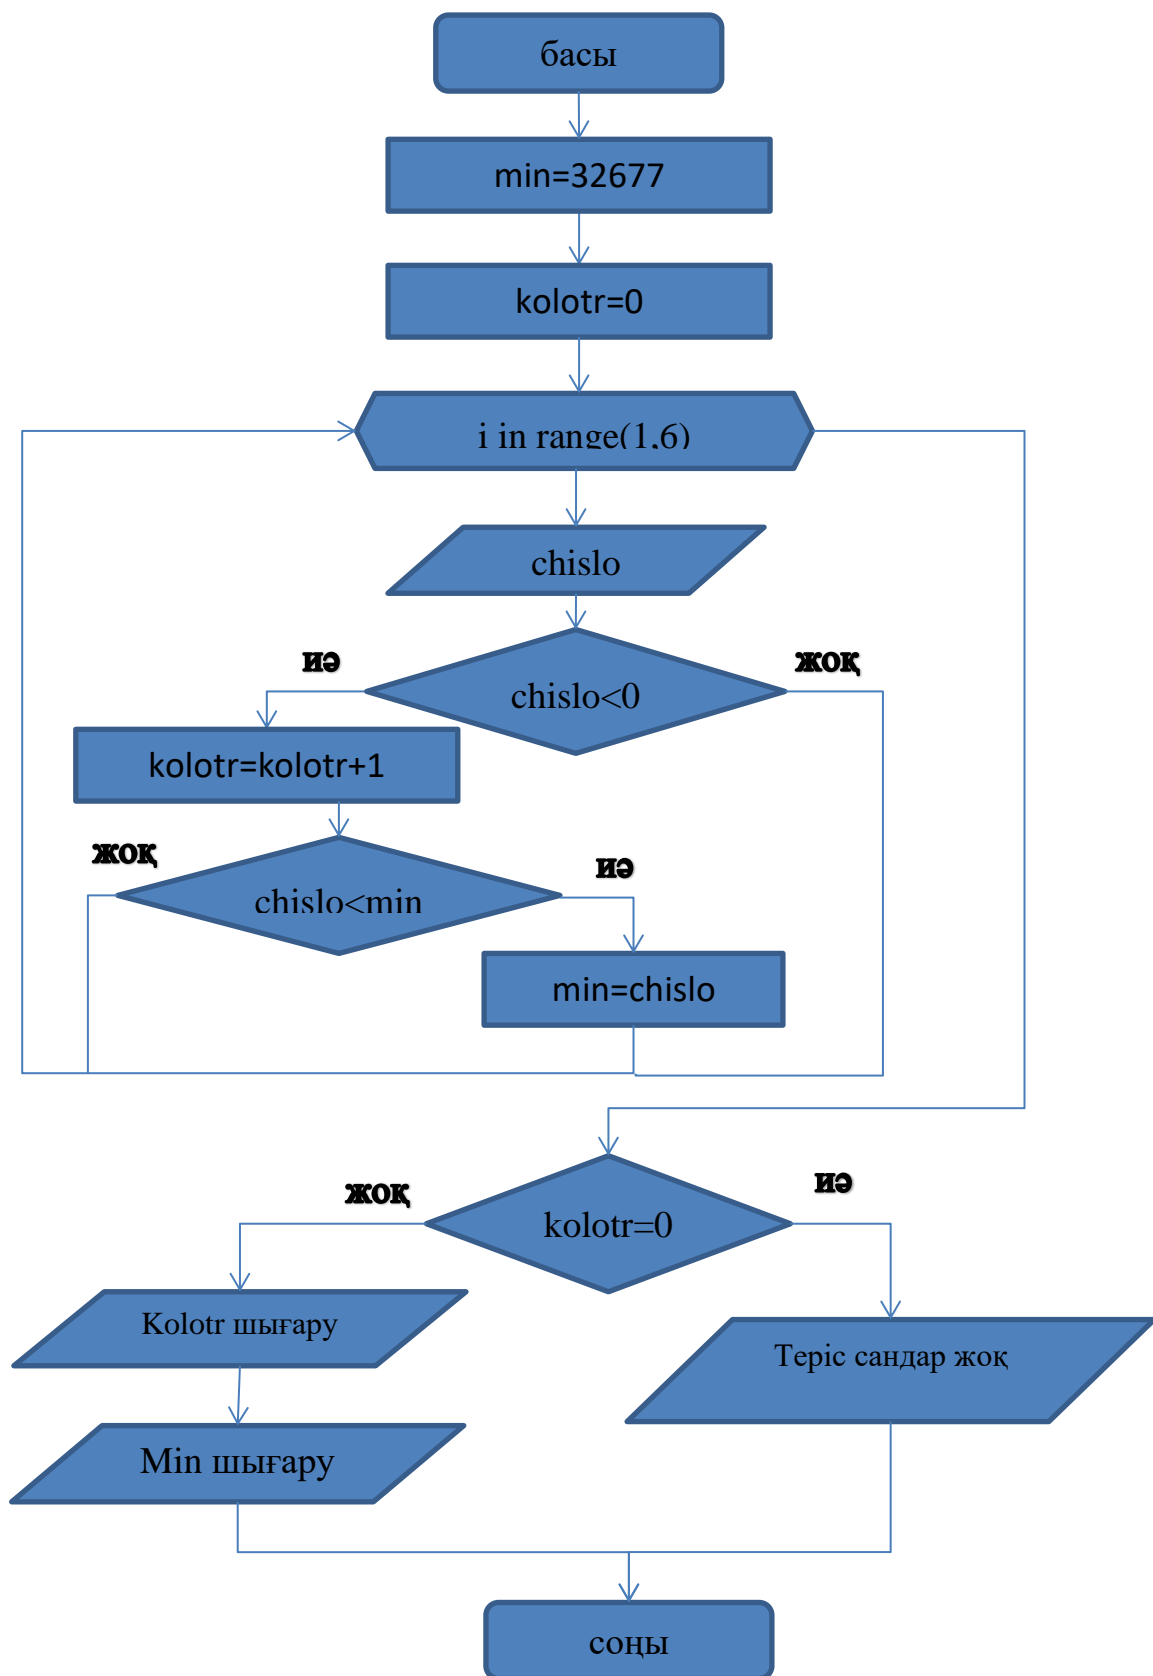 басы
min=32677
kolotr=0
i in range(1,6)
chislo
иә
жоқ
chislo<0
kolotr=kolotr+1
жоқ
иә
chislo<min
min=chislo
жоқ
иә
kolotr=0
Kolotr шығару
Теріс сандар жоқ
Min шығару
соңы